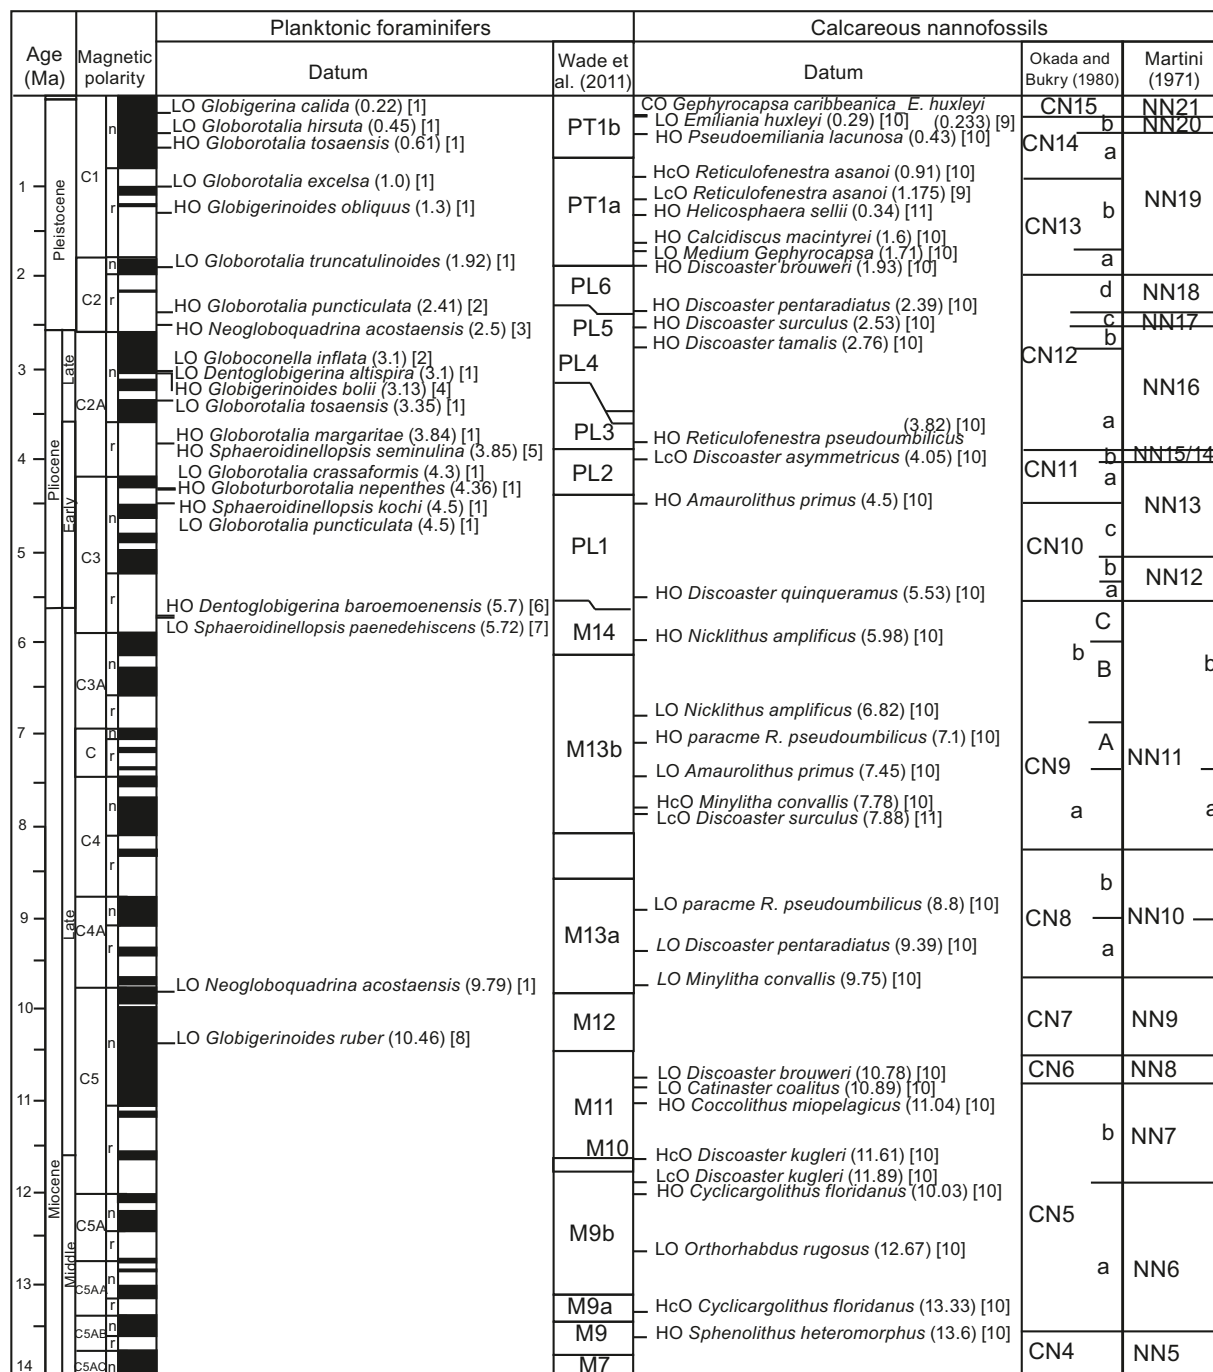 Planktonic foraminifers
Calcareous nannofossils
Age (Ma)
Magnetic polarity
Datum
Wade et al. (2011)
Datum
Okada and Bukry (1980)
Martini (1971)
1
2
3
4
5
6
7
8
9
10
11
12
13
14
Pleistocene
Pliocene
Late
Early
Miocene
Late
Middle
C1
n
r
C2
n
r
C2A
n
r
C3
n
r
C3A
n
r
C
n
r
C4
n
r
C4A
n
r
C5
n
r
C5A
n
r
C5AA
n
r
C5AB
n
r
C5AC
n
LO Globigerina calida (0.22) [1]
LO Globorotalia hirsuta (0.45) [1]
HO Globorotalia tosaensis (0.61) [1]
LO Globorotalia excelsa (1.0) [1]
HO Globigerinoides obliquus (1.3) [1]
LO Globorotalia truncatulinoides (1.92) [1]
HO Globorotalia puncticulata (2.41) [2]
HO Neogloboquadrina acostaensis (2.5) [3]
LO Globoconella inflata (3.1) [2]
LO Dentoglobigerina altispira (3.1) [1]
HO Globigerinoides bolii (3.13) [4]
LO Globorotalia tosaensis (3.35) [1]
HO Globorotalia margaritae (3.84) [1]
HO Sphaeroidinellopsis seminulina (3.85) [5]
LO Globorotalia crassaformis (4.3) [1]
HO Globoturborotalia nepenthes (4.36) [1]
HO Sphaeroidinellopsis kochi (4.5) [1]
LO Globorotalia puncticulata (4.5) [1]
HO Dentoglobigerina baroemoenensis (5.7) [6]
LO Sphaeroidinellopsis paenedehiscens (5.72) [7]
LO Neogloboquadrina acostaensis (9.79) [1]
LO Globigerinoides ruber (10.46) [8]
PT1b
PT1a
PL6
PL5
PL4
PL3
PL2
PL1
M14
M13b
M13a
M12
M11
M10
M9b
M9a
M9
M7
CO Gephyrocapsa caribbeanica E. huxleyi
LO Emiliania huxleyi (0.29) [10] (0.233) [9]
HO Pseudoemiliania lacunosa (0.43) [10]
HcO Reticulofenestra asanoi (0.91) [10]
LcO Reticulofenestra asanoi (1.175) [9]
HO Helicosphaera sellii (0.34) [11]
HO Calcidiscus macintyrei (1.6) [10]
LO Medium Gephyrocapsa (1.71) [10]
HO Discoaster brouweri (1.93) [10]
HO Discoaster pentaradiatus (2.39) [10]
HO Discoaster surculus (2.53) [10]
HO Discoaster tamalis (2.76) [10]
(3.82) [10]
HO Reticulofenestra pseudoumbilicus
LcO Discoaster asymmetricus (4.05) [10]
HO Amaurolithus primus (4.5) [10]
HO Discoaster quinqueramus (5.53) [10]
HO Nicklithus amplificus (5.98) [10]
LO Nicklithus amplificus (6.82) [10]
HO paracme R. pseudoumbilicus (7.1) [10]
LO Amaurolithus primus (7.45) [10]
HcO Minylitha convallis (7.78) [10]
LcO Discoaster surculus (7.88) [11]
LO paracme R. pseudoumbilicus (8.8) [10]
LO Discoaster pentaradiatus (9.39) [10]
LO Minylitha convallis (9.75) [10]
LO Discoaster brouweri (10.78) [10]
LO Catinaster coalitus (10.89) [10]
HO Coccolithus miopelagicus (11.04) [10]
HcO Discoaster kugleri (11.61) [10]
LcO Discoaster kugleri (11.89) [10]
HO Cyclicargolithus floridanus (10.03) [10]
LO Orthorhabdus rugosus (12.67) [10]
HcO Cyclicargolithus floridanus (13.33) [10]
HO Sphenolithus heteromorphus (13.6) [10]
CN15
CN14
b
a
CN13
b
a
CN12
d
c
b
a
CN11
b
a
CN10
c
b
a
CN9
b
C
B
A
a
CN8
b
a
CN7
CN6
CN5
b
a
CN4
NN21
NN20
NN19
NN18
NN17
NN16
NN15/14
NN13
NN12
NN11
b
a
NN10
NN9
NN8
NN7
NN6
NN5